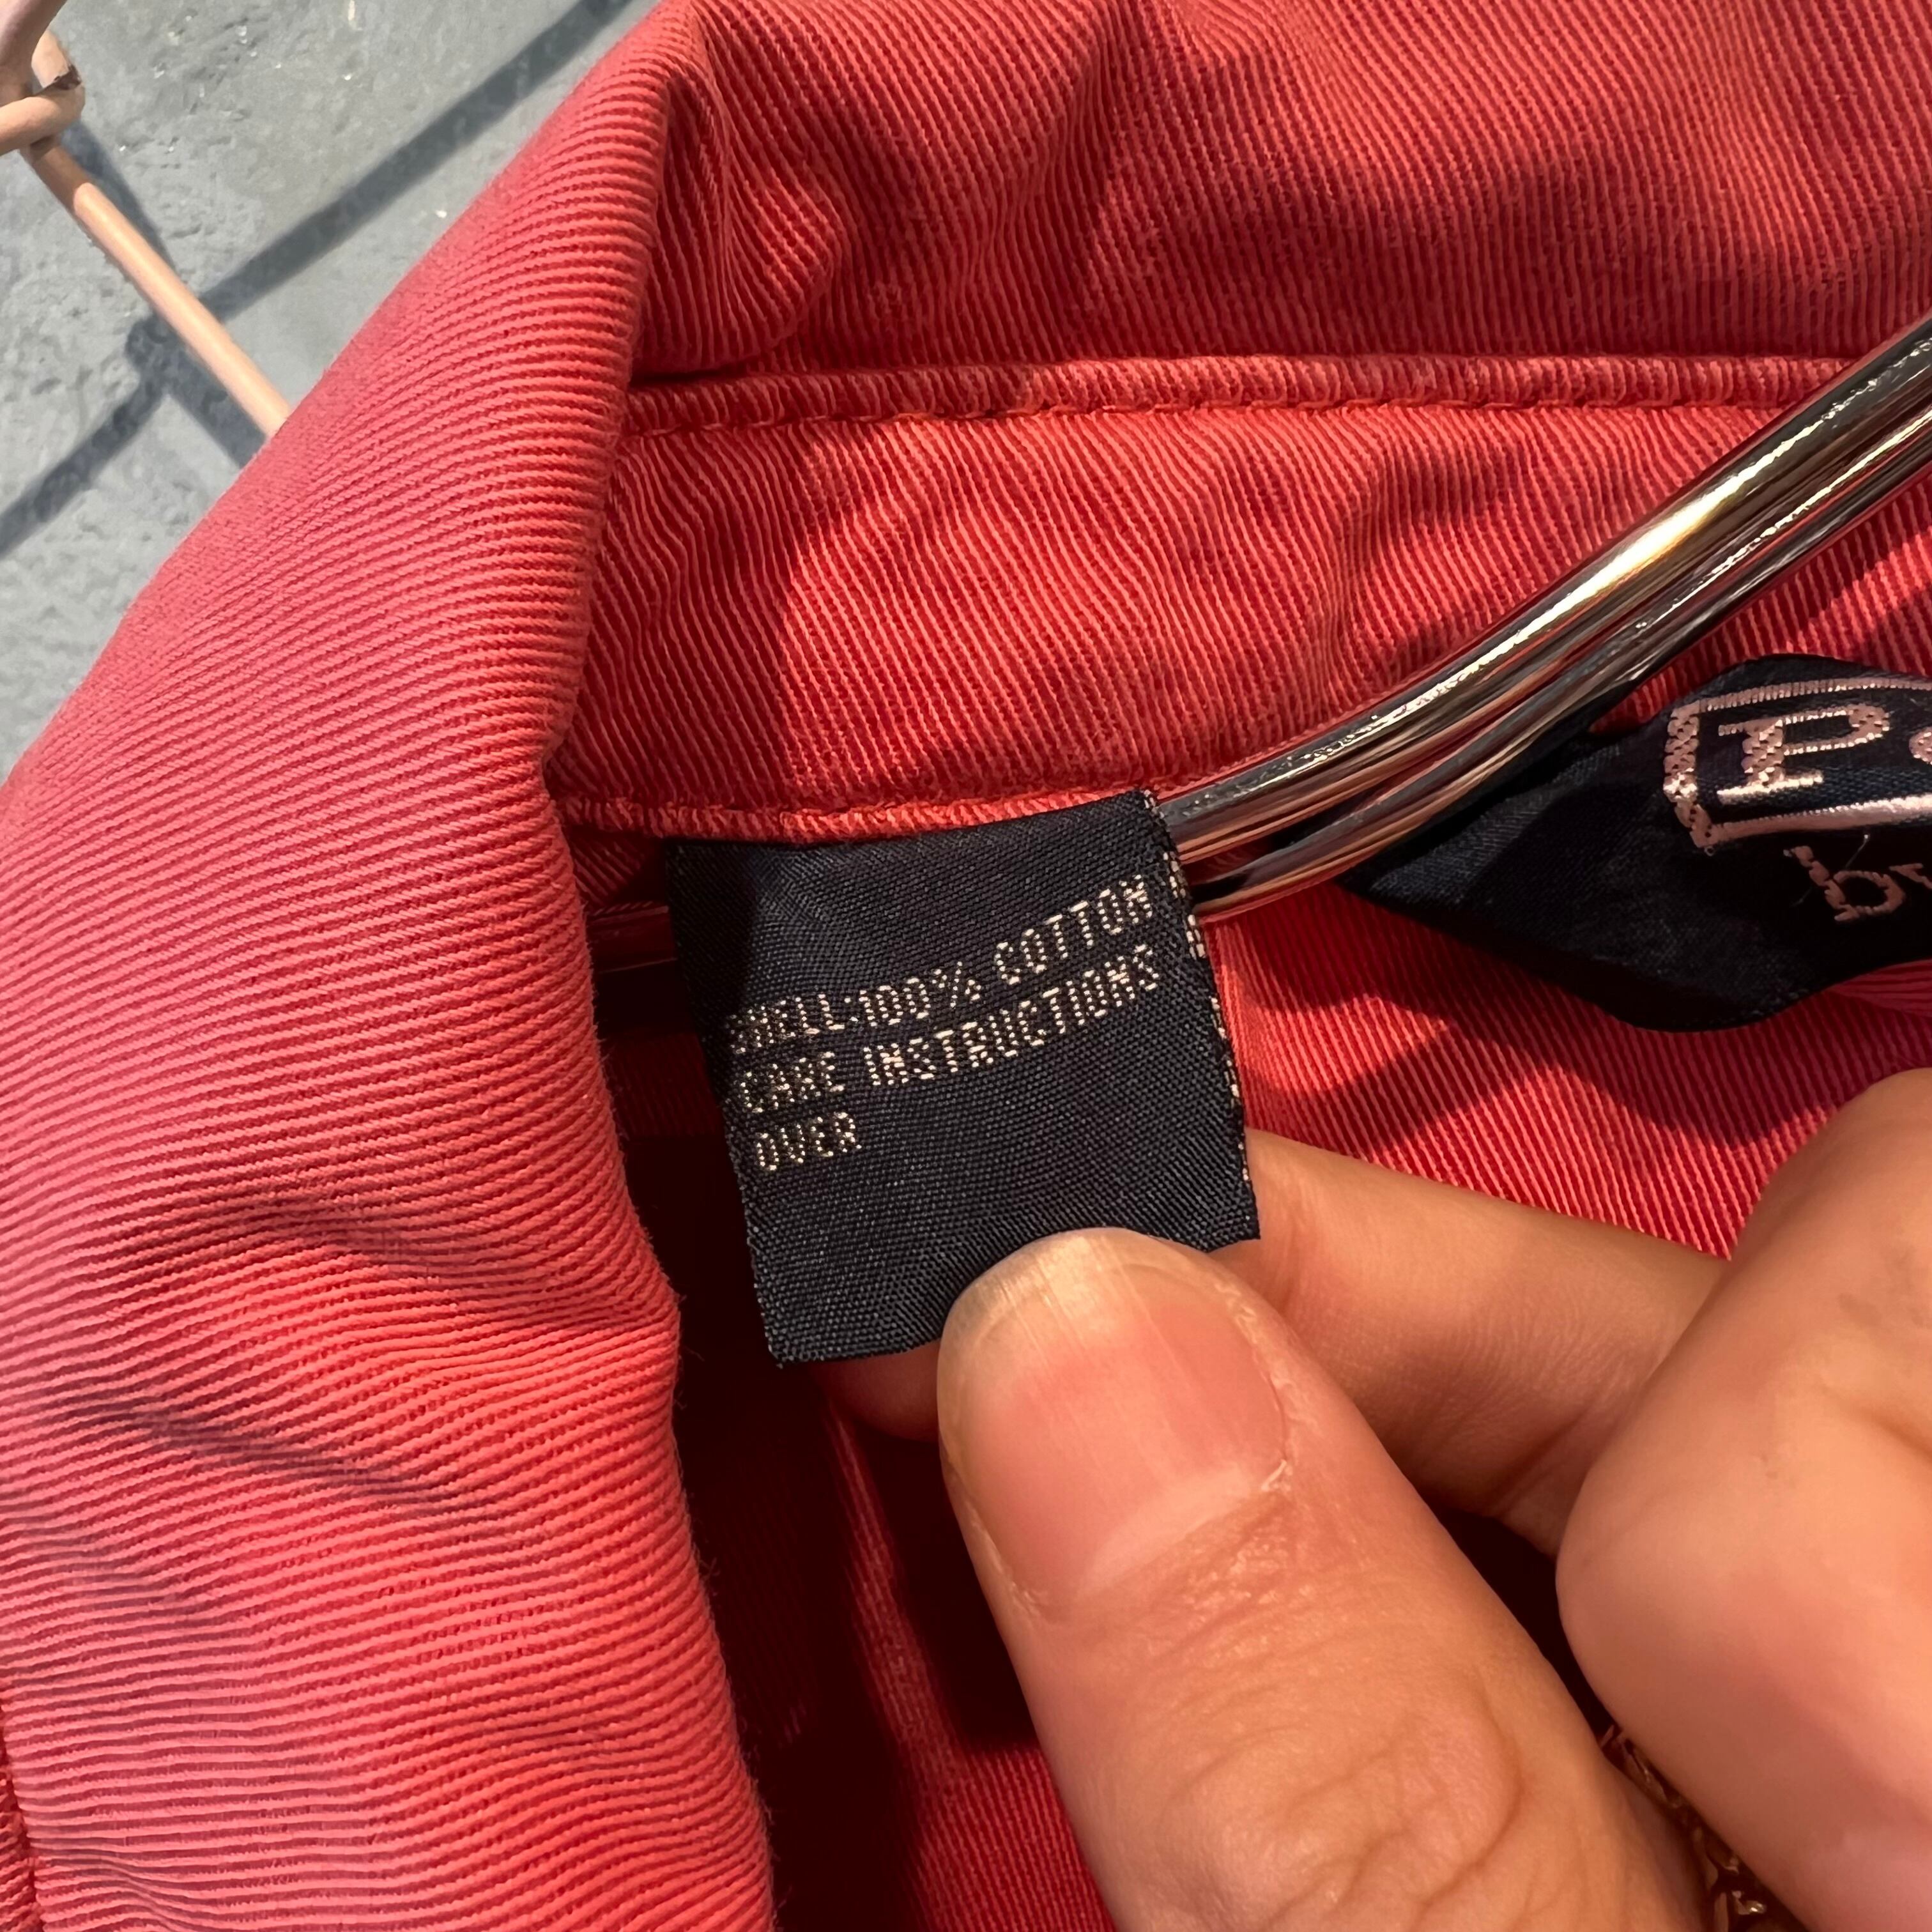 SHELL:100% COTTON
CARE INSTRUCTIONS
OVER